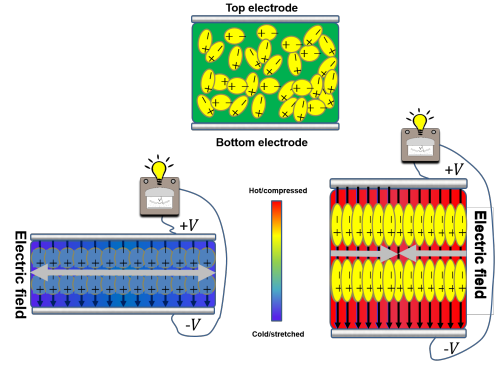 Top electrode
Bottom electrode
+V
Hot/compressed
+V
Electric field
Electric field
Cold/stretched
-V
-V